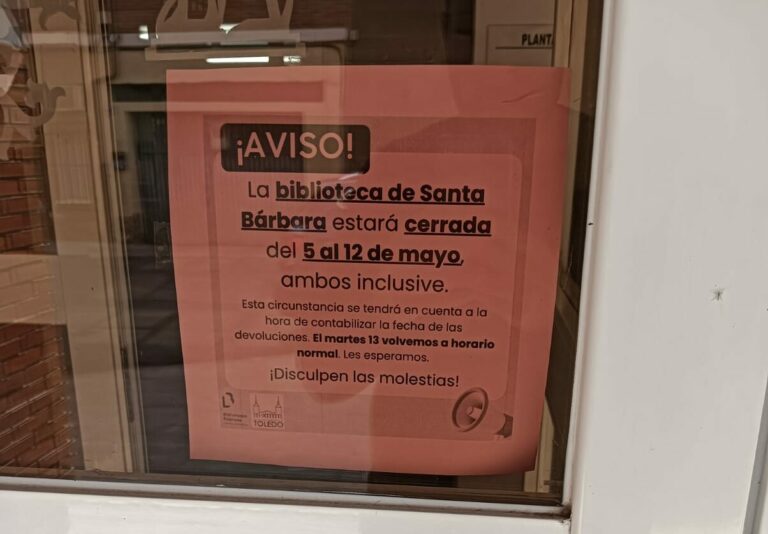 PLANTA
¡AVISO!
La biblioteca de Santa
Bárbara estará cerrada
del 5 al 12 de mayo,
ambos inclusive.
Esta circunstancia se tendrá en cuenta a la
hora de contabilizar la fecha de las
devoluciones. El martes 13 volvemos a horario
normal. Les esperamos.
¡Disculpen las molestias!
TOLEDO